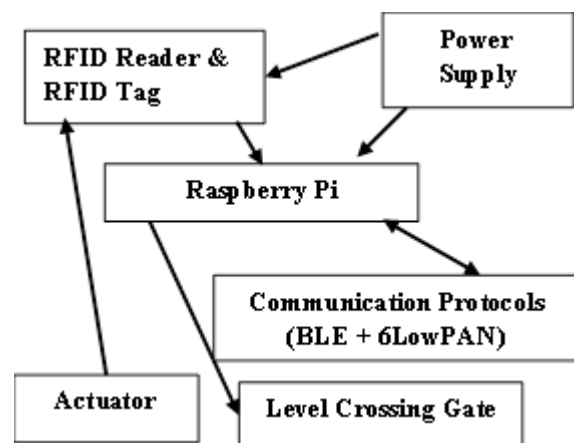 RFID Reader &
RFID Tag
Power
Supply
Raspberry Pi
Communication Protocols
(BLE + 6LowPAN)
Actuator
Level Crossing Gate